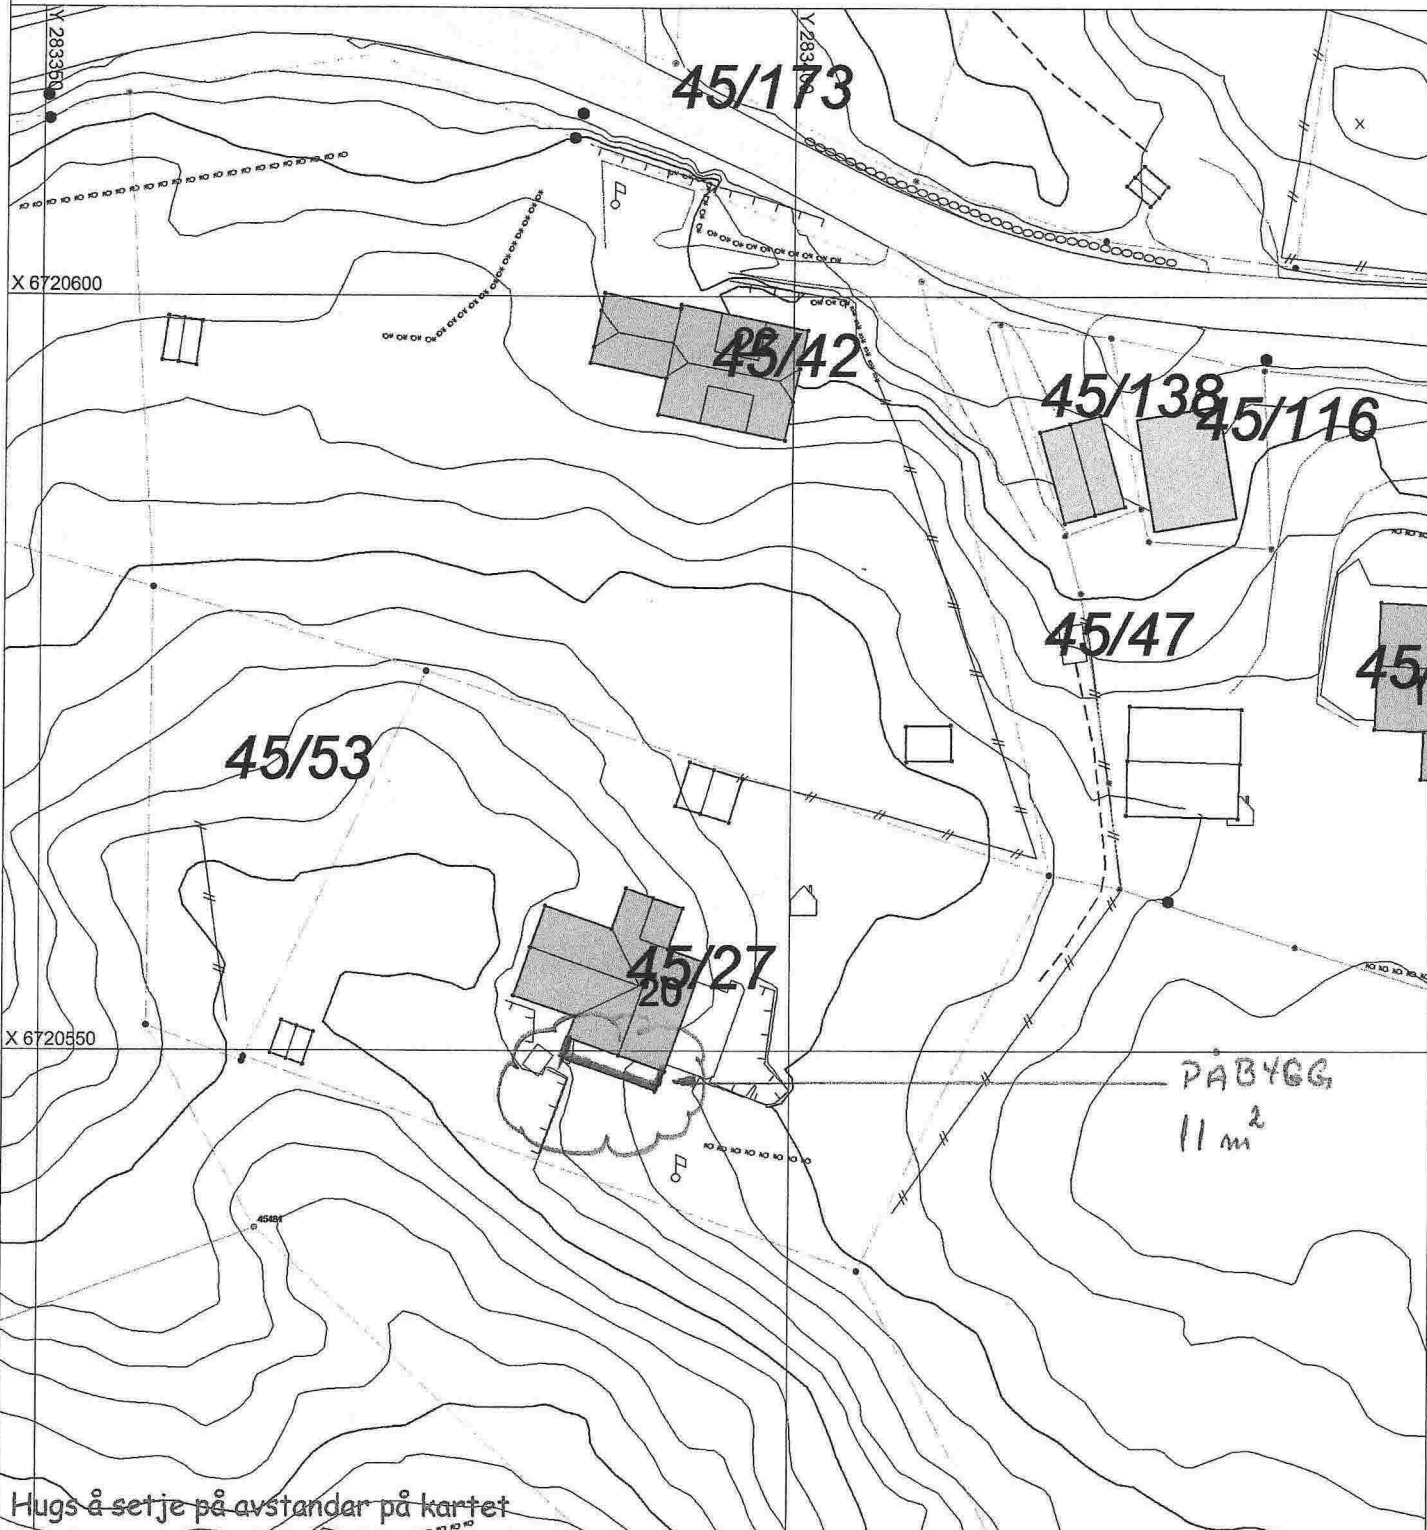 Y 283350
45/173
X 6720600
45/42
45/138
45/116
45/47
45/53
45/27
20
X 6720550
PÅBYGG
11 m²
Hugs å setje på avstandar på kartet